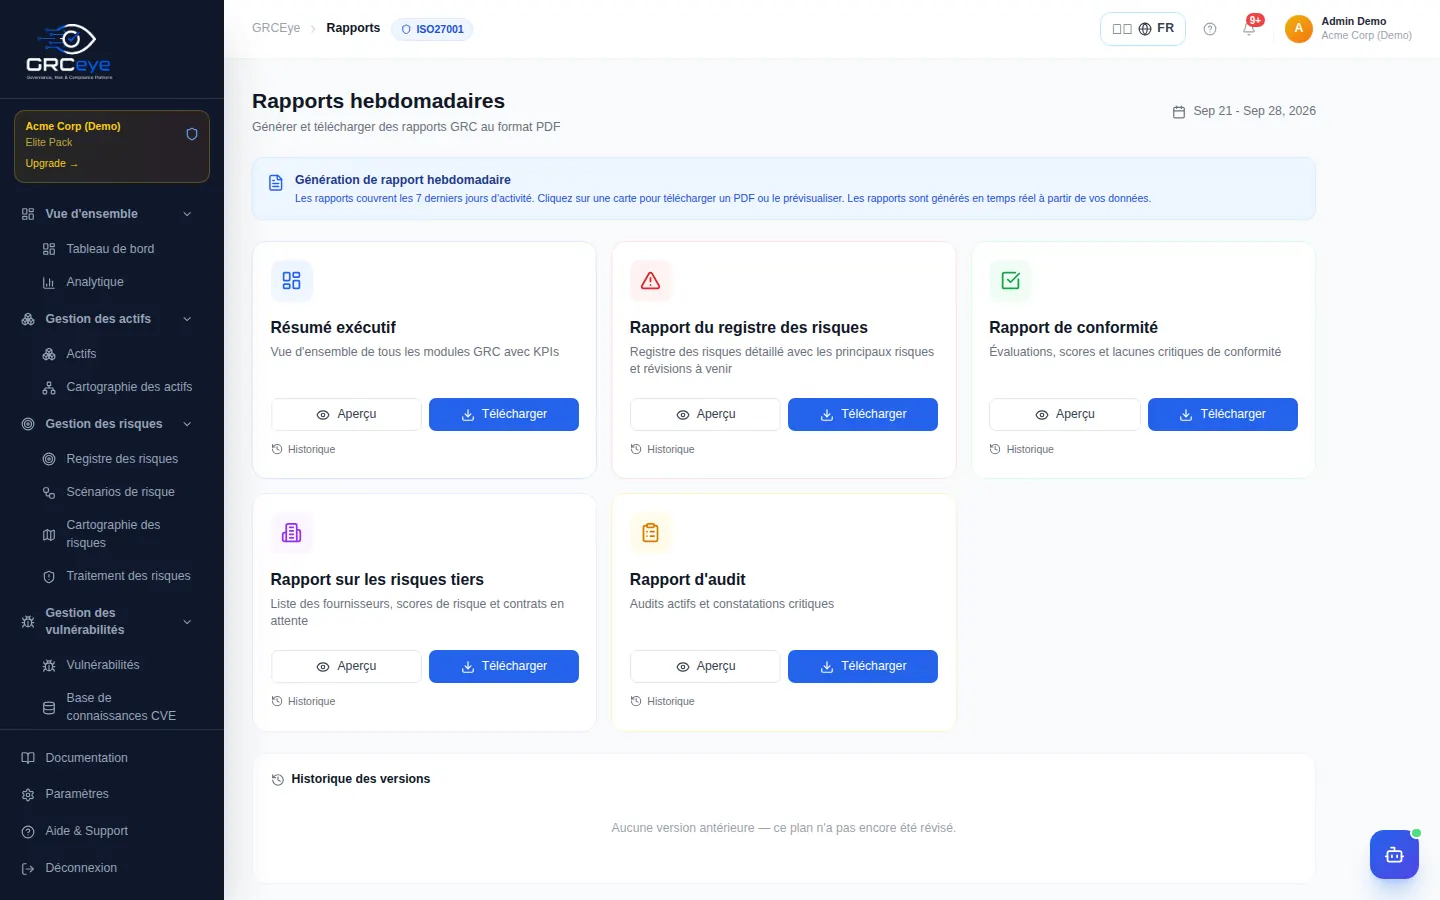 GRCeye
Governance, Risk & Compliance Platform
Acme Corp (Demo)
Elite Pack
Upgrade →
Vue d'ensemble
Tableau de bord
Analytique
Gestion des actifs
Actifs
Cartographie des actifs
Gestion des risques
Registre des risques
Scénarios de risque
Cartographie des
risques
Traitement des risques
Gestion des
vulnérabilités
Vulnérabilités
Base de
connaissances CVE
Documentation
Paramètres
Aide & Support
Déconnexion
GRCEye
Rapports
ISO27001
FR
9+
A
Admin Demo
Acme Corp (Demo)
Rapports hebdomadaires
Générer et télécharger des rapports GRC au format PDF
Sep 21 - Sep 28, 2026
Génération de rapport hebdomadaire
Les rapports couvrent les 7 derniers jours d'activité. Cliquez sur une carte pour télécharger un PDF ou le prévisualiser. Les rapports sont générés en temps réel à partir de vos données.
Résumé exécutif
Vue d'ensemble de tous les modules GRC avec KPIs
Aperçu
Télécharger
Historique
Rapport du registre des risques
Registre des risques détaillé avec les principaux risques
et révisions à venir
Aperçu
Télécharger
Historique
Rapport de conformité
Évaluations, scores et lacunes critiques de conformité
Aperçu
Télécharger
Historique
Rapport sur les risques tiers
Liste des fournisseurs, scores de risque et contrats en
attente
Aperçu
Télécharger
Historique
Rapport d'audit
Audits actifs et constatations critiques
Aperçu
Télécharger
Historique
Historique des versions
Aucune version antérieure — ce plan n'a pas encore été révisé.